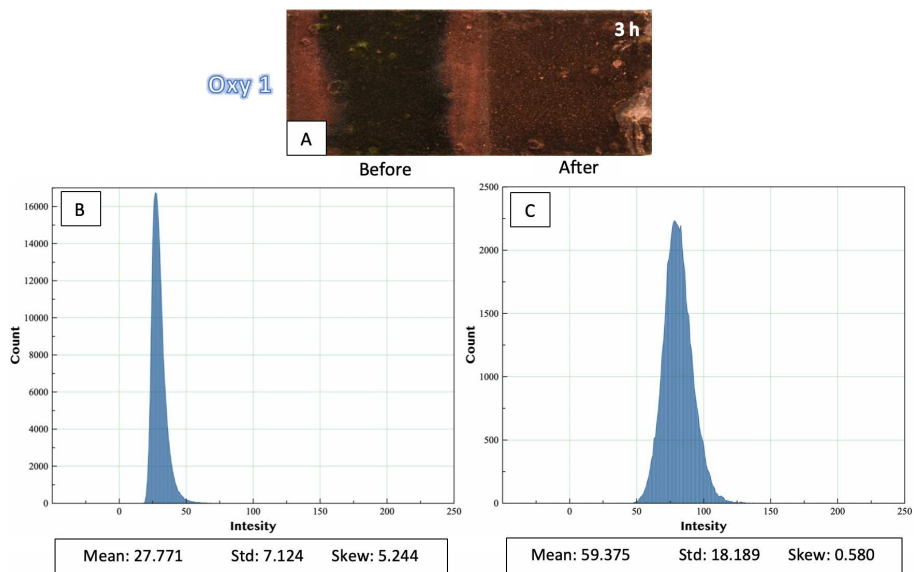 3 h
Oxy 1
A
Before After
B
16000
14000
12000
10000
8000
6000
4000
2000
0
Count
0 50 100 150 200 250
Intesity
Mean: 27.771 Std: 7.124 Skew: 5.244
C
2500
2000
1500
1000
500
0
Count
0 50 100 150 200 250
Intesity
Mean: 59.375 Std: 18.189 Skew: 0.580